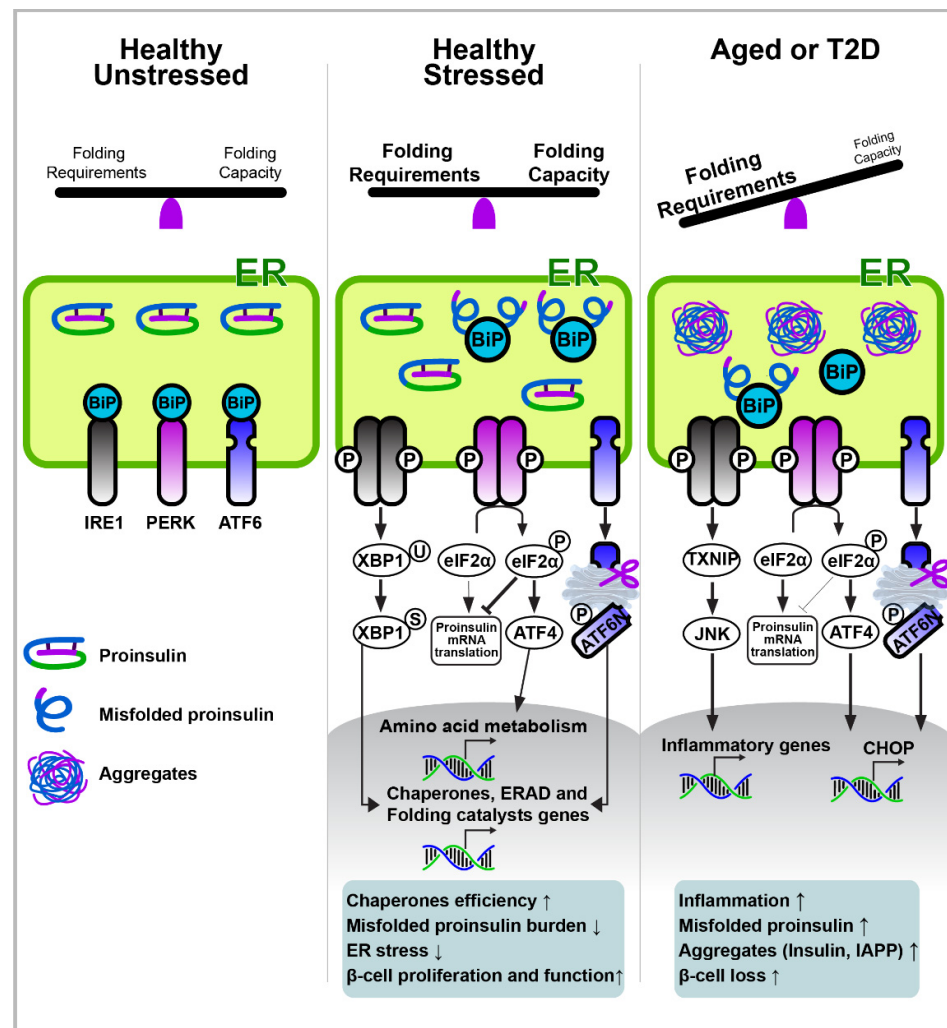 Healthy
Unstressed
Folding
Requirements
Folding
Capacity
ER
BiP
BiP
BiP
IRE1
PERK
ATF6
Proinsulin
Misfolded proinsulin
Aggregates
Healthy
Stressed
Folding
Requirements
Folding
Capacity
ER
BiP
BiP
P
P
P
P
XBP1
U
eIF2α
eIF2α
P
XBP1
S
Proinsulin
mRNA
translation
ATF4
P
ATF6N
Amino acid metabolism
Chaperones, ERAD and
Folding catalysts genes
Chaperones efficiency ↑
Misfolded proinsulin burden ↓
ER stress ↓
β-cell proliferation and function↑
Aged or T2D
Folding
Requirements
Folding
Capacity
ER
BiP
BiP
P
P
P
P
TXNIP
eIF2α
eIF2α
P
JNK
Proinsulin
mRNA
translation
ATF4
P
ATF6N
Inflammatory genes
CHOP
Inflammation ↑
Misfolded proinsulin ↑
Aggregates (Insulin, IAPP) ↑
β-cell loss ↑